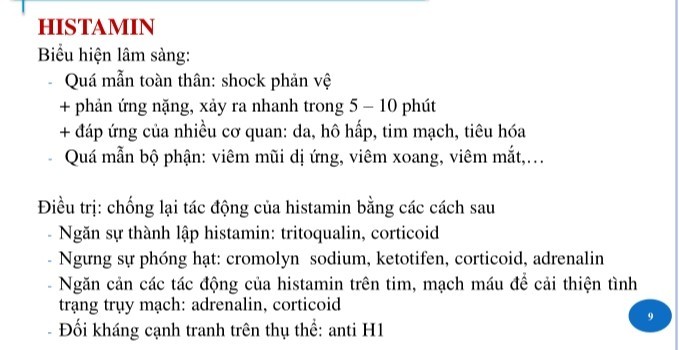 HISTAMIN
Biểu hiện lâm sàng:
- Quá mẫn toàn thân: shock phản vệ
+ phản ứng nặng, xảy ra nhanh trong 5 – 10 phút
+ đáp ứng của nhiều cơ quan: da, hô hấp, tim mạch, tiêu hóa
- Quá mẫn bộ phận: viêm mũi dị ứng, viêm xoang, viêm mắt,…
Điều trị: chống lại tác động của histamin bằng các cách sau
- Ngăn sự thành lập histamin: tritoqualin, corticoid
- Ngưng sự phóng hạt: cromolyn sodium, ketotifen, corticoid, adrenalin
- Ngăn cản các tác động của histamin trên tim, mạch máu để cải thiện tình
trạng trụy mạch: adrenalin, corticoid
- Đối kháng cạnh tranh trên thụ thể: anti H1
9